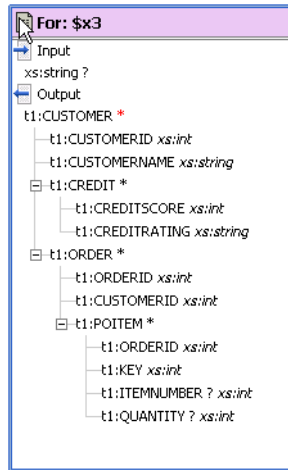 For: $x3
Input
xs:string ?
Output
t1:CUSTOMER *
t1:CUSTOMERID xs:int
t1:CUSTOMERNAME xs:string
t1:CREDIT *
t1:CREDITSCORE xs:int
t1:CREDITRATING xs:string
t1:ORDER *
t1:ORDERID xs:int
t1:CUSTOMERID xs:int
t1:POITEM *
t1:ORDERID xs:int
t1:KEY xs:int
t1:ITEMNUMBER ? xs:int
t1:QUANTITY ? xs:int